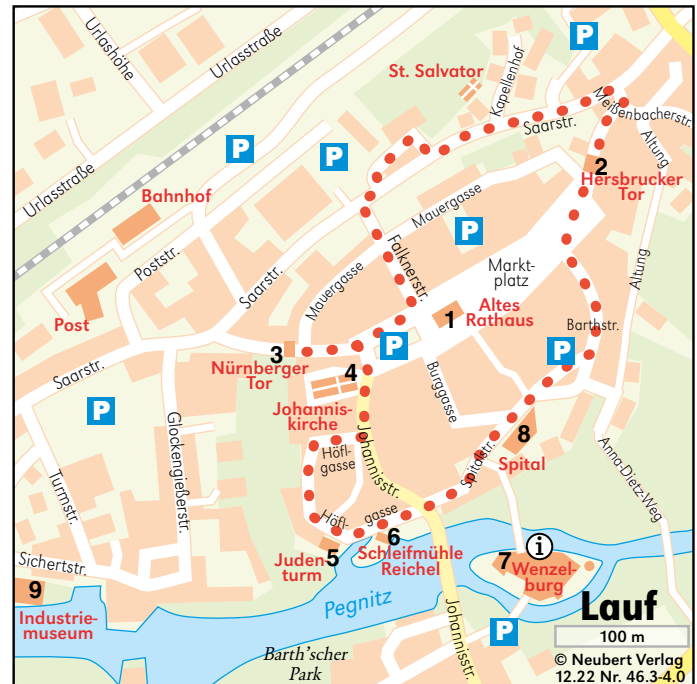 Urlashöhe
Urlasstraße
P
St. Salvator
Kapellenhof
Meißenbacherstr.
Saarstr.
Altung
P
P
2
Hersbrucker
Tor
Urlasstraße
Bahnhof
Mauergasse
P
Poststr.
Saarstr.
Falknerstr.
Markt-
platz
Altung
Mauergasse
Post
1
Altes
Rathaus
Barthstr.
3
Nürnberger
Tor
P
P
Saarstr.
4
Johannis-
kirche
Burggasse
P
Glockengießerstr.
Höfl-
gasse
Johannisstr.
8
Spital
Spitalstr.
Anna-Dietz-Weg
Turmstr.
Höfl-
gasse
6
Schleifmühle
Reichel
5
Juden-
turm
i
7
Wenzel-
burg
Sichertstr.
9
Industrie-
museum
Pegnitz
Johannisstr.
P
Barth'scher
Park
Lauf
100 m
© Neubert Verlag
12.22 Nr. 46.3-4.0